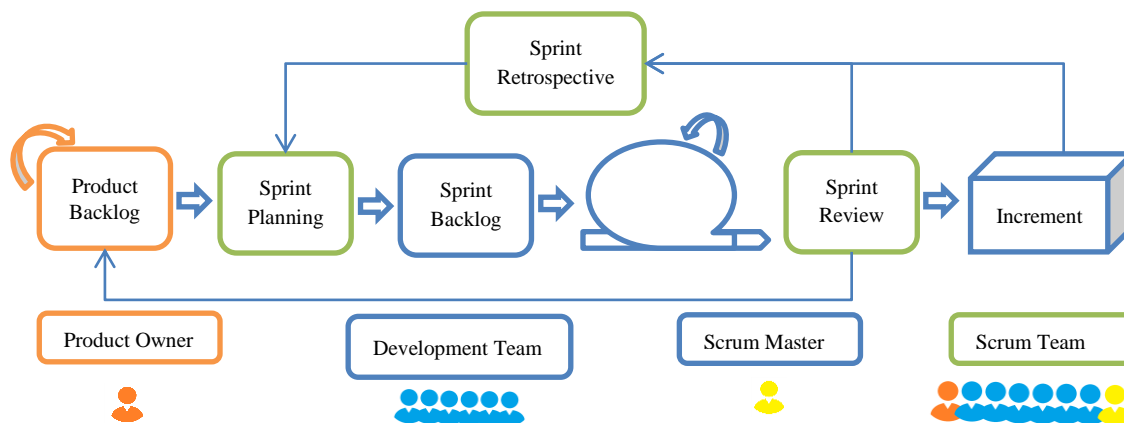 Sprint
Retrospective
Product
Backlog
Sprint
Planning
Sprint
Backlog
Sprint
Review
Increment
Product Owner
Development Team
Scrum Master
Scrum Team